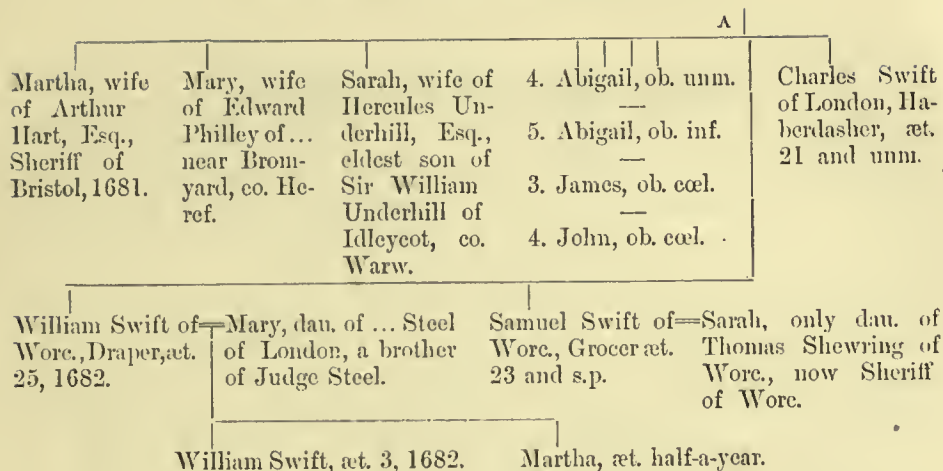 A
Martha, wife
of Arthur
Hart, Esq.,
Sheriff of
Bristol, 1681.
Mary, wife
of Edward
Philley of ...
near Brom-
yard, co. He-
ref.
Sarah, wife of
Hercules Un-
derhill, Esq.,
eldest son of
Sir William
Underhill of
Idleycot, co.
Warw.
4. Abigail, ob. unm.
—
5. Abigail, ob. inf.
—
3. James, ob. cœl.
—
4. John, ob. cœl.
Charles Swift
of London, Ha-
berdasher, æt.
21 and unm.
William Swift of
Worc., Draper, æt.
25, 1682.
=Mary, dau. of ... Steel
of London, a brother
of Judge Steel.
Samuel Swift of
Worc., Grocer æt.
23 and s.p.
=Sarah, only dau. of
Thomas Shewring of
Worc., now Sheriff
of Worc.
William Swift, æt. 3, 1682.
Martha, æt. half-a-year.